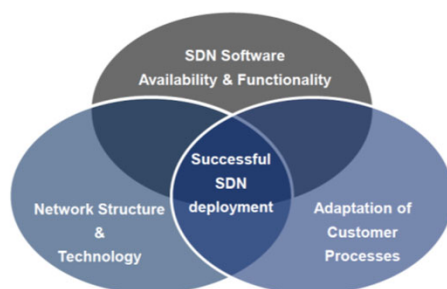 SDN Software
Availability & Functionality
Successful
SDN
deployment
Network Structure
&
Technology
Adaptation of
Customer
Processes